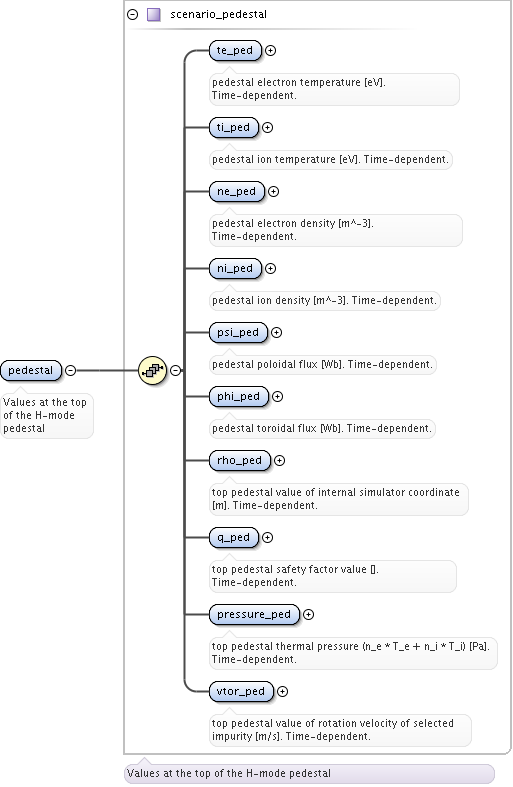 scenario_pedestal
te_ped
pedestal electron temperature [eV].
Time-dependent.
ti_ped
pedestal ion temperature [eV]. Time-dependent.
ne_ped
pedestal electron density [m^-3].
Time-dependent.
ni_ped
pedestal ion density [m^-3]. Time-dependent.
psi_ped
pedestal poloidal flux [Wb]. Time-dependent.
pedestal
Values at the top
of the H-mode
pedestal
phi_ped
pedestal toroidal flux [Wb]. Time-dependent.
rho_ped
top pedestal value of internal simulator coordinate
[m]. Time-dependent.
q_ped
top pedestal safety factor value [].
Time-dependent.
pressure_ped
top pedestal thermal pressure (n_e * T_e + n_i * T_i) [Pa].
Time-dependent.
vtor_ped
top pedestal value of rotation velocity of selected
impurity [m/s]. Time-dependent.
Values at the top of the H-mode pedestal